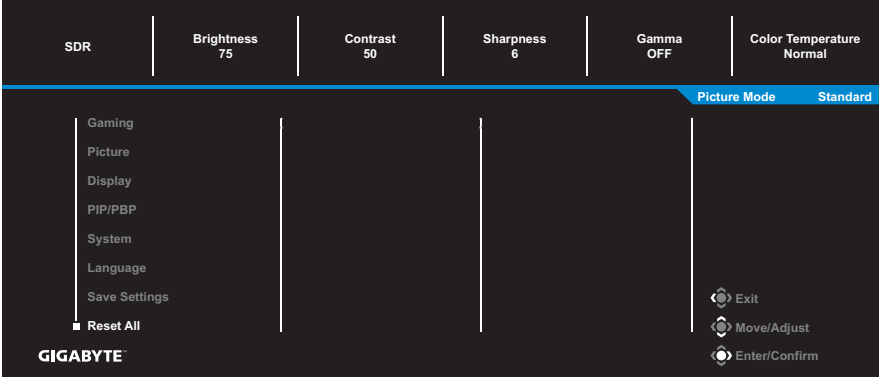 SDR
Brightness
75
Contrast
50
Sharpness
6
Gamma
OFF
Color Temperature
Normal
Picture Mode Standard
Gaming
Picture
Display
PIP/PBP
System
Language
Save Settings
Reset All
Exit
Move/Adjust
Enter/Confirm
GIGABYTE™